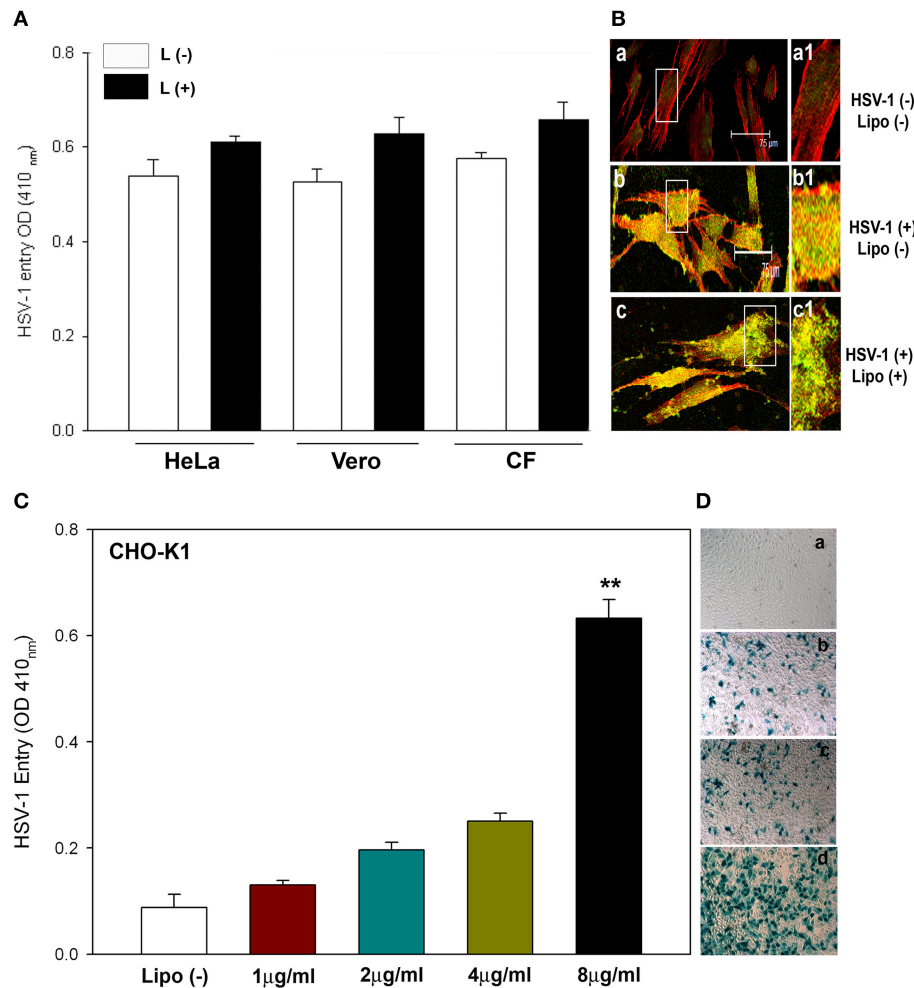 A
0.8
0.6
0.4
0.2
0.0
HSV-1 entry OD (410 nm)
L (-)
L (+)
HeLa
Vero
CF
B
a
a1
75 µm
HSV-1 (-)
Lipo (-)
b
b1
75 µm
HSV-1 (+)
Lipo (-)
c
c1
HSV-1 (+)
Lipo (+)
C
0.8
0.6
0.4
0.2
0.0
HSV-1 Entry (OD 410nm)
CHO-K1
**
Lipo (-)
1µg/ml
2µg/ml
4µg/ml
8µg/ml
D
a
b
c
d